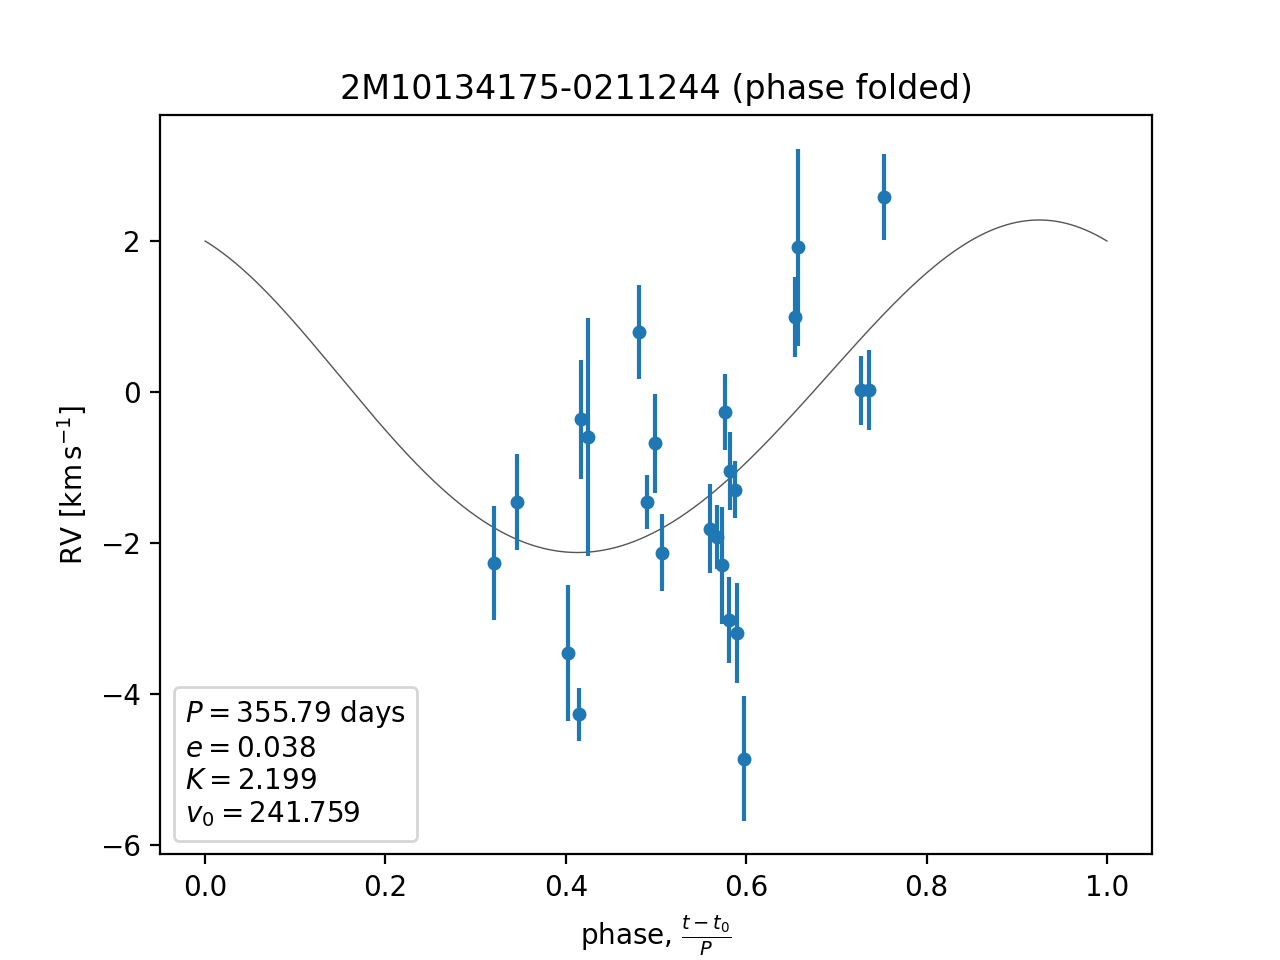 2M10134175-0211244 (phase folded)
RV [km s⁻¹]
2
0
−2
−4
−6
P = 355.79 days
e = 0.038
K = 2.199
v₀ = 241.759
0.0 0.2 0.4 0.6 0.8 1.0
phase, (t − t₀)/P